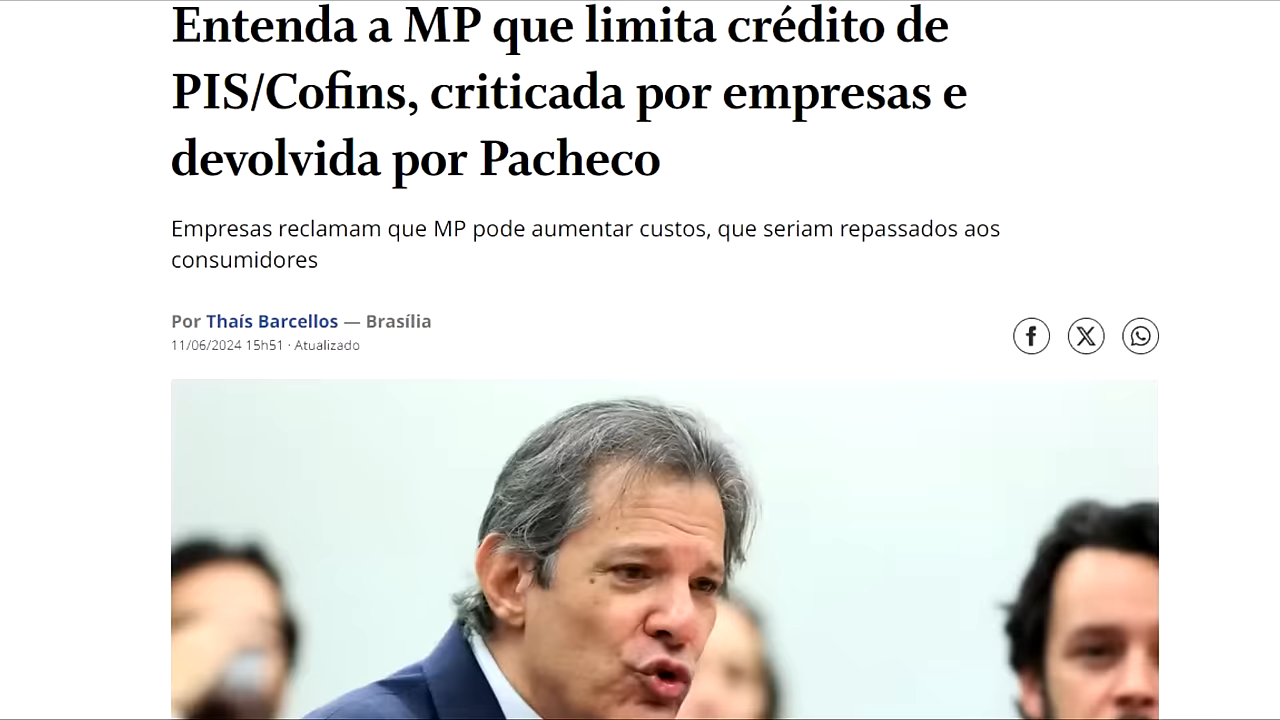 Entenda a MP que limita crédito de
PIS/Cofins, criticada por empresas e
devolvida por Pacheco
Empresas reclamam que MP pode aumentar custos, que seriam repassados aos
consumidores
Por Thaís Barcellos — Brasília
11/06/2024 15h51 · Atualizado